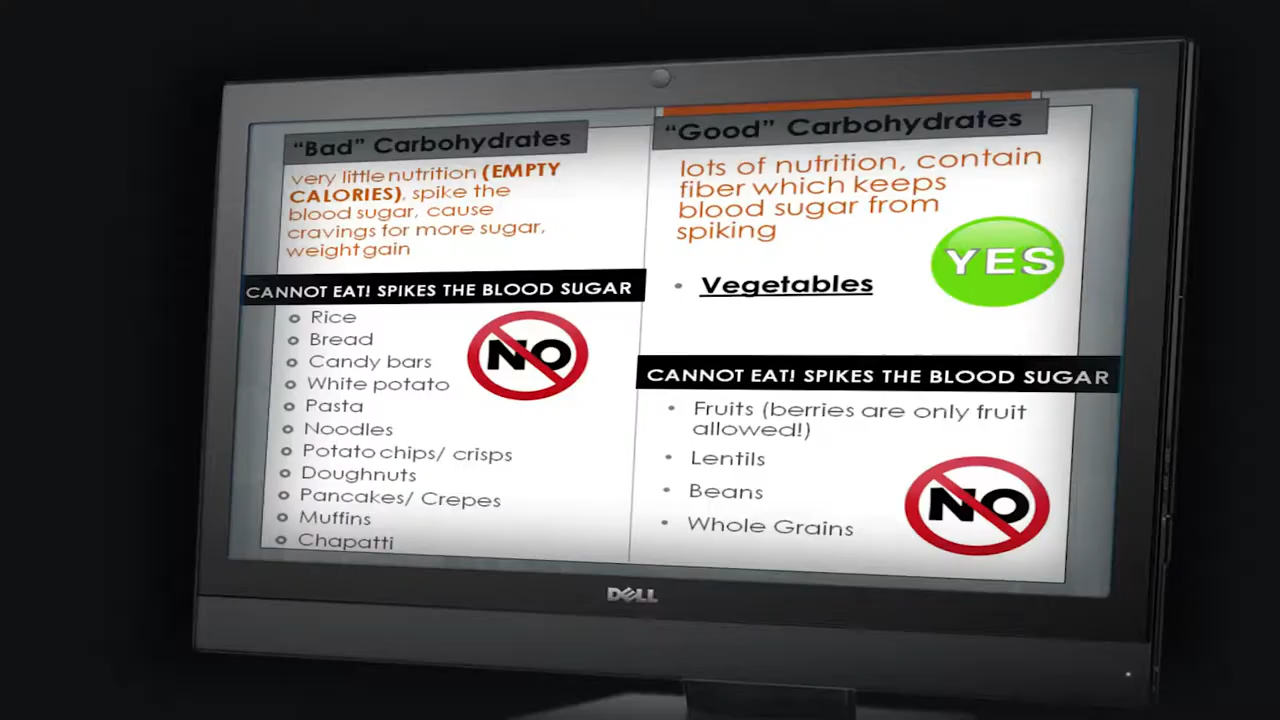 “Bad” Carbohydrates
very little nutrition (EMPTY
CALORIES), spike the
blood sugar, cause
cravings for more sugar,
weight gain
CANNOT EAT! SPIKES THE BLOOD SUGAR
Rice
Bread
Candy bars
White potato
Pasta
Noodles
Potato chips/ crisps
Doughnuts
Pancakes/ Crepes
Muffins
Chapatti
NO
“Good” Carbohydrates
lots of nutrition, contain
fiber which keeps
blood sugar from
spiking
YES
Vegetables
CANNOT EAT! SPIKES THE BLOOD SUGAR
Fruits (berries are only fruit
allowed!)
Lentils
Beans
Whole Grains
NO
DELL